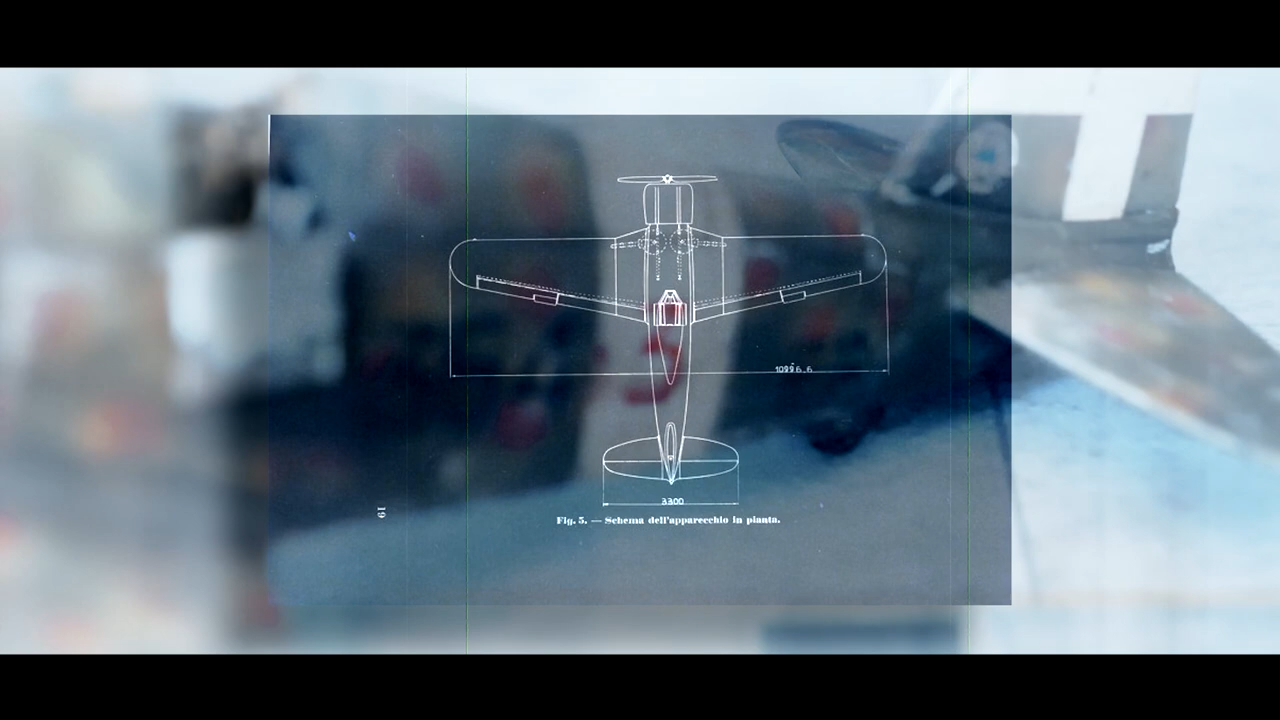 10996.6
3300
19
Fig. 5. — Schema dell'apparecchio in pianta.